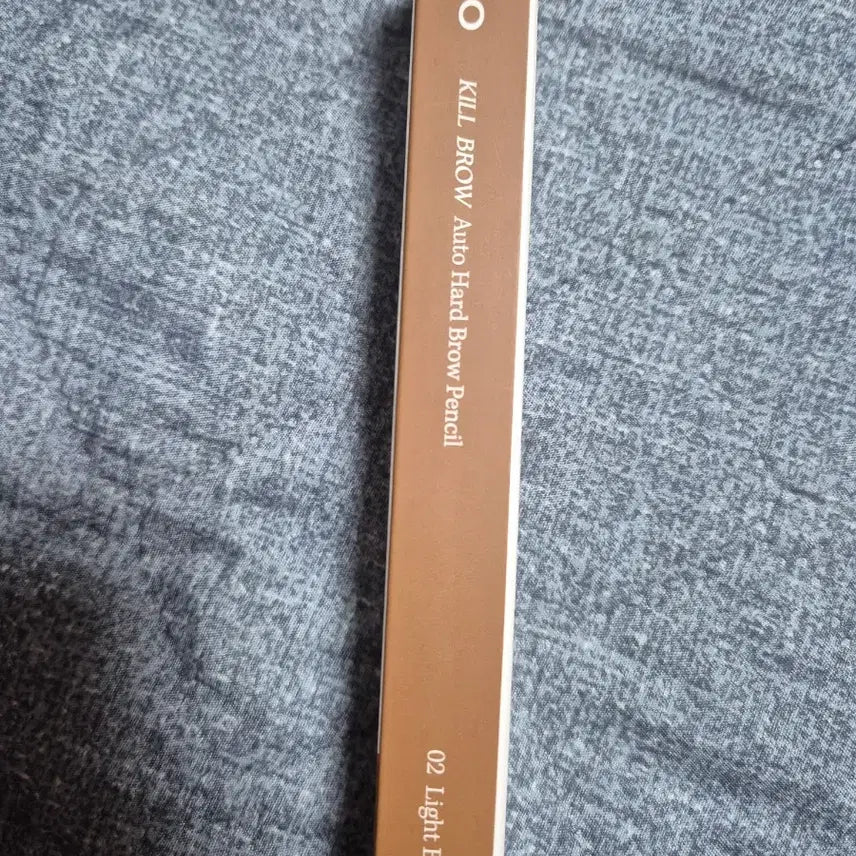 O
KILL BROW Auto Hard Brow Pencil
02 Light